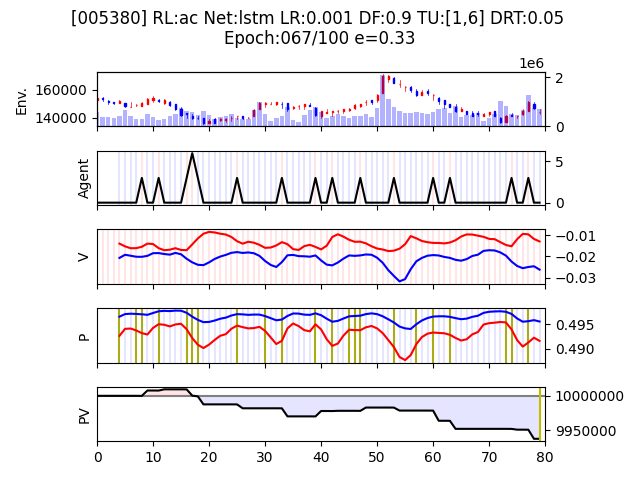 [005380] RL:ac Net:lstm LR:0.001 DF:0.9 TU:[1,6] DRT:0.05
Epoch:067/100 e=0.33
1e6
Env.
160000
140000
2
0
Agent
5
0
V
−0.01
−0.02
−0.03
P
0.495
0.490
PV
10000000
9950000
0 10 20 30 40 50 60 70 80